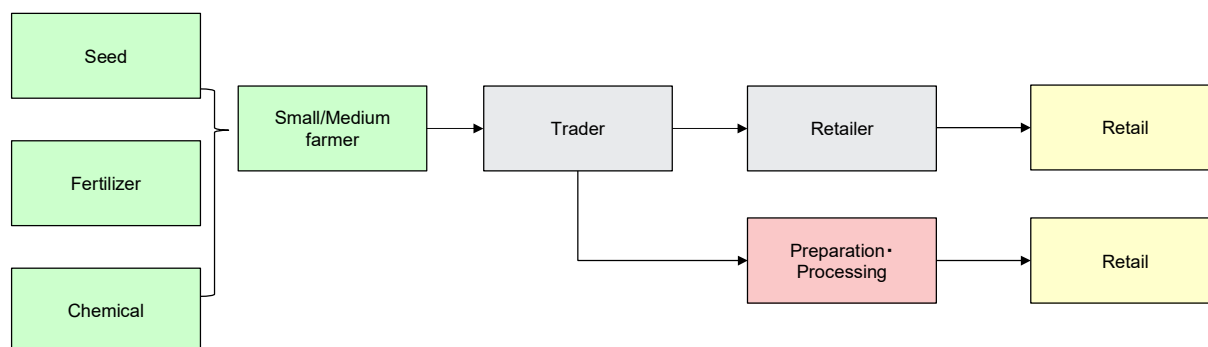 Seed
Small/Medium
farmer
Trader
Retailer
Retail
Fertilizer
Preparation・
Processing
Retail
Chemical